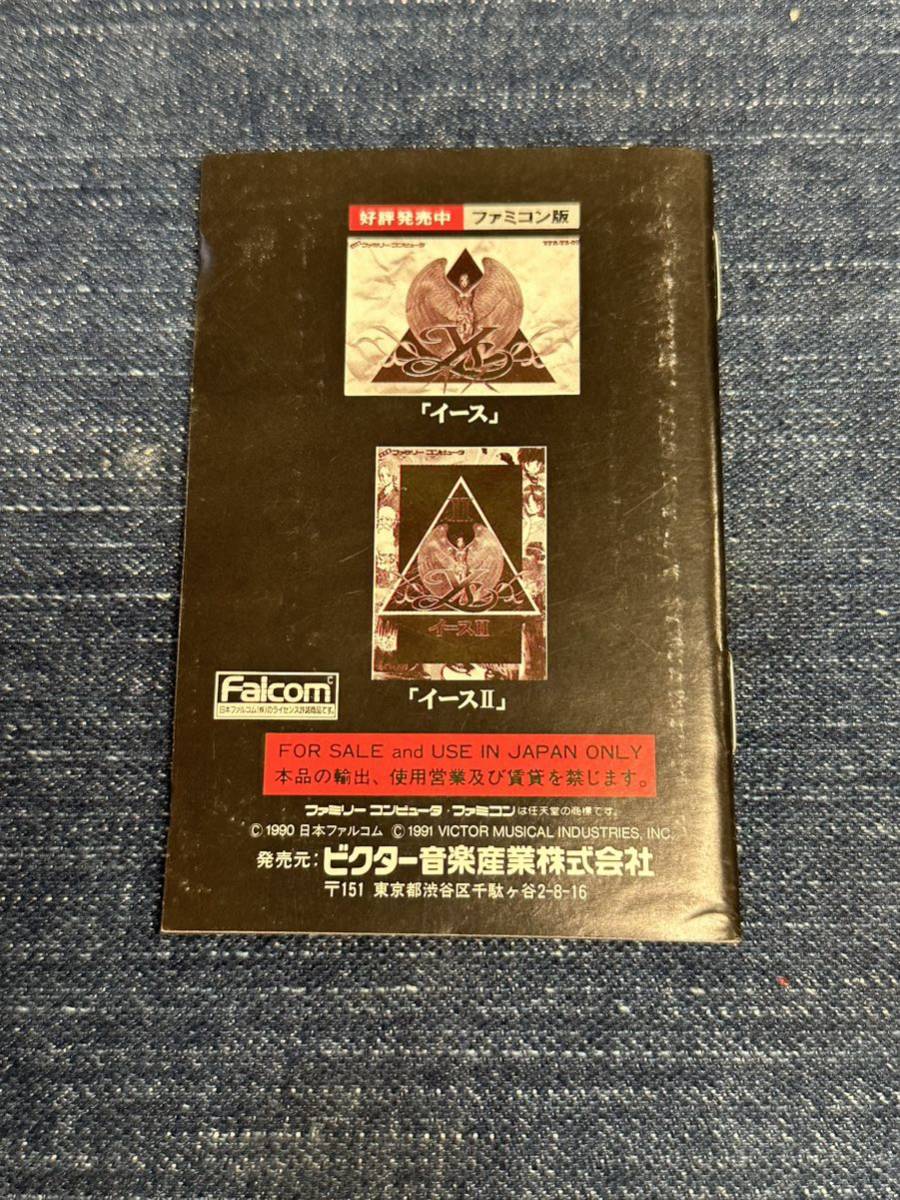 好評発売中 ファミコン版
ファミリーコンピュータ
Ys
「イース」
ファミリーコンピュータ
II
Ys
イースII
「イースII」
Falcom
日本ファルコム(株)のライセンス許諾商品です。
FOR SALE and USE IN JAPAN ONLY
本品の輸出、使用営業及び賃貸を禁じます。
ファミリーコンピュータ・ファミコンは任天堂の商標です。
©1990 日本ファルコム ©1991 VICTOR MUSICAL INDUSTRIES, INC.
発売元:ビクター音楽産業株式会社
〒151 東京都渋谷区千駄ヶ谷2-8-16